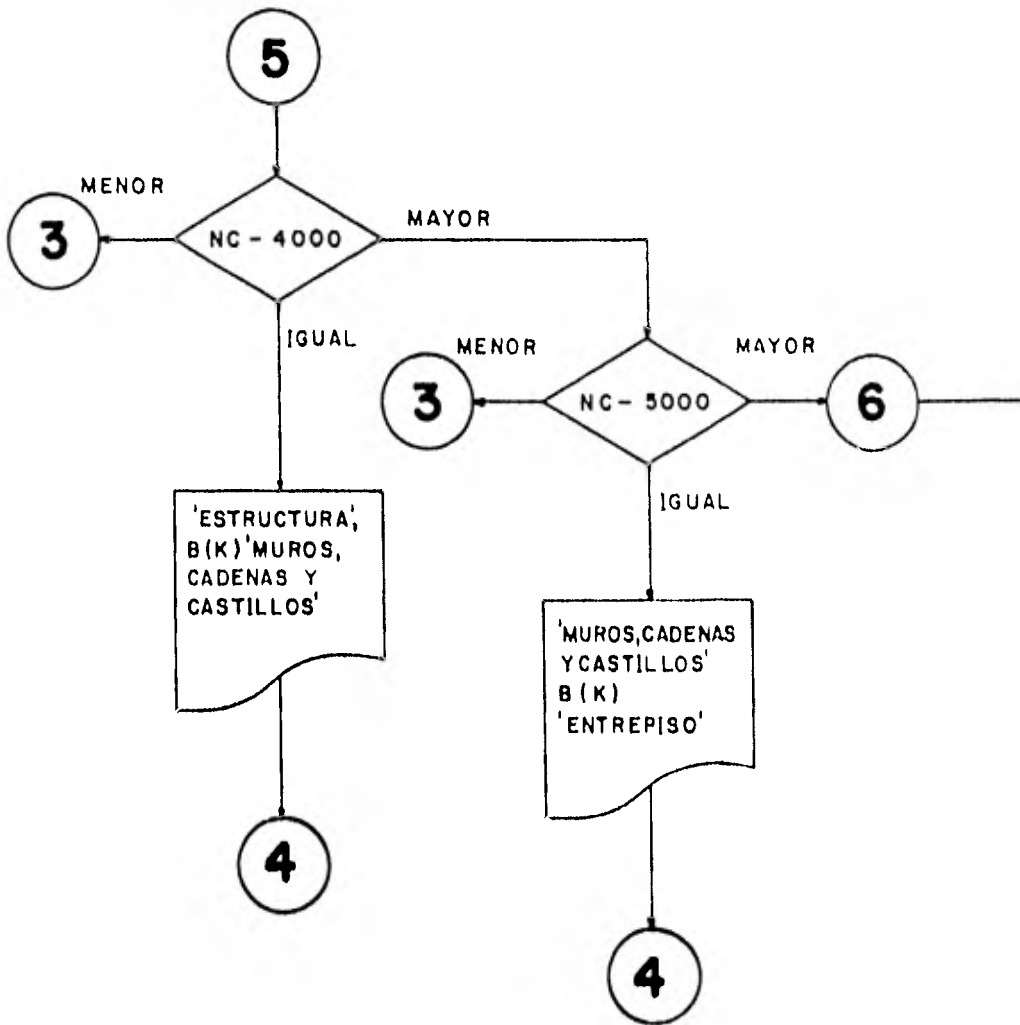 5
MENOR
MAYOR
3
NC - 4000
IGUAL
MENOR
MAYOR
3
NC - 5000
6
IGUAL
'ESTRUCTURA',
B(K)'MUROS,
CADENAS Y
CASTILLOS'
'MUROS,CADENAS
Y CASTILLOS'
B(K)
'ENTREPISO'
4
4